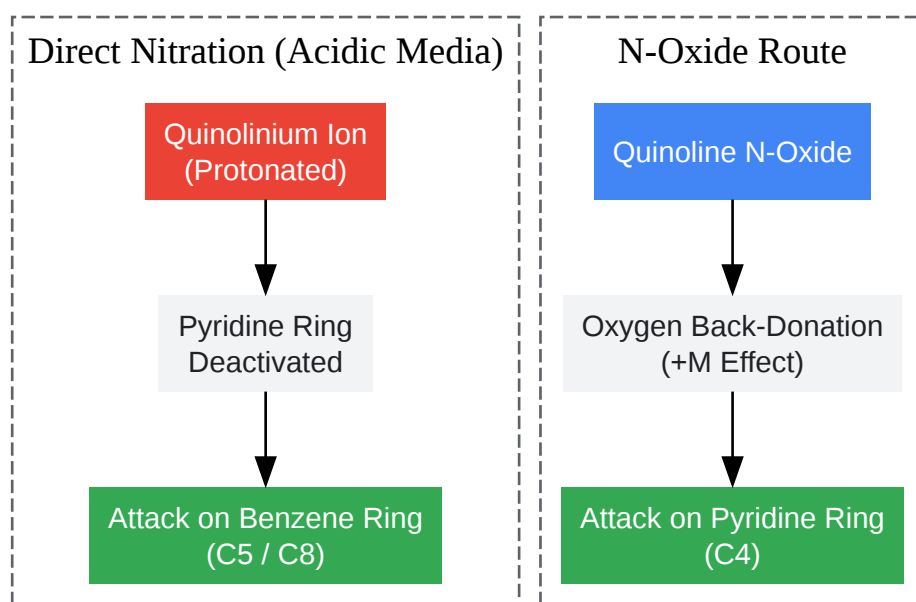 Direct Nitration (Acidic Media)
Quinolinium Ion
(Protonated)
Pyridine Ring
Deactivated
Attack on Benzene Ring
(C5 / C8)
N-Oxide Route
Quinoline N-Oxide
Oxygen Back-Donation
(+M Effect)
Attack on Pyridine Ring
(C4)